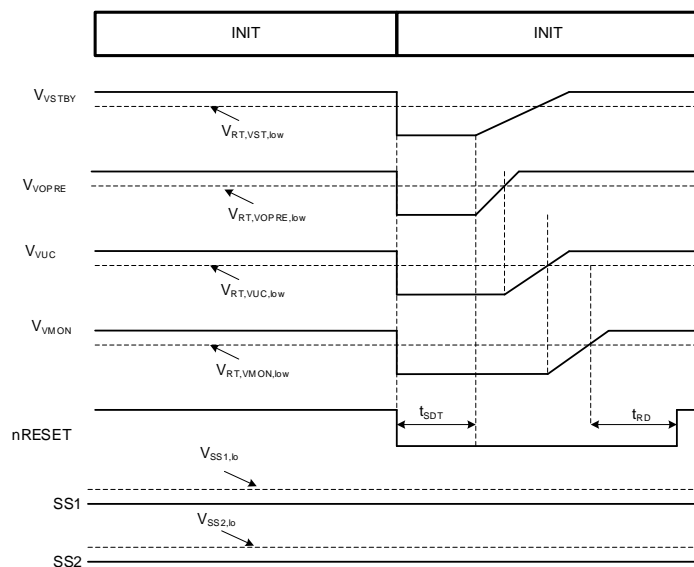 INIT INIT
VVSTBY
VRT,VST,low
VVOPRE
VRT,VOPRE,low
VVUC
VRT,VUC,low
VVMON
VRT,VMON,low
tSDT tRD
nRESET
VSS1,lo
SS1
VSS2,lo
SS2